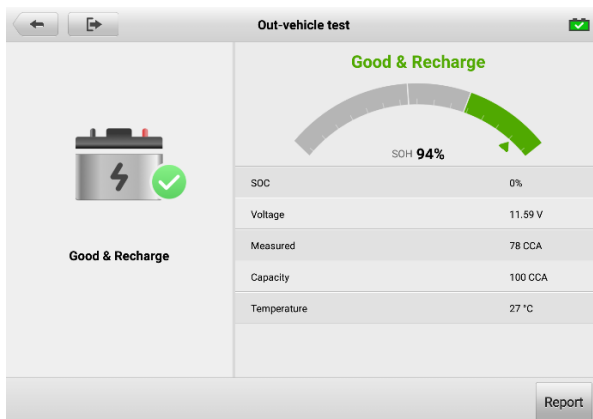 Out-vehicle test
Good & Recharge
Good & Recharge
SOH 94%
SOC 0%
Voltage 11.59 V
Measured 78 CCA
Capacity 100 CCA
Temperature 27 °C
Report